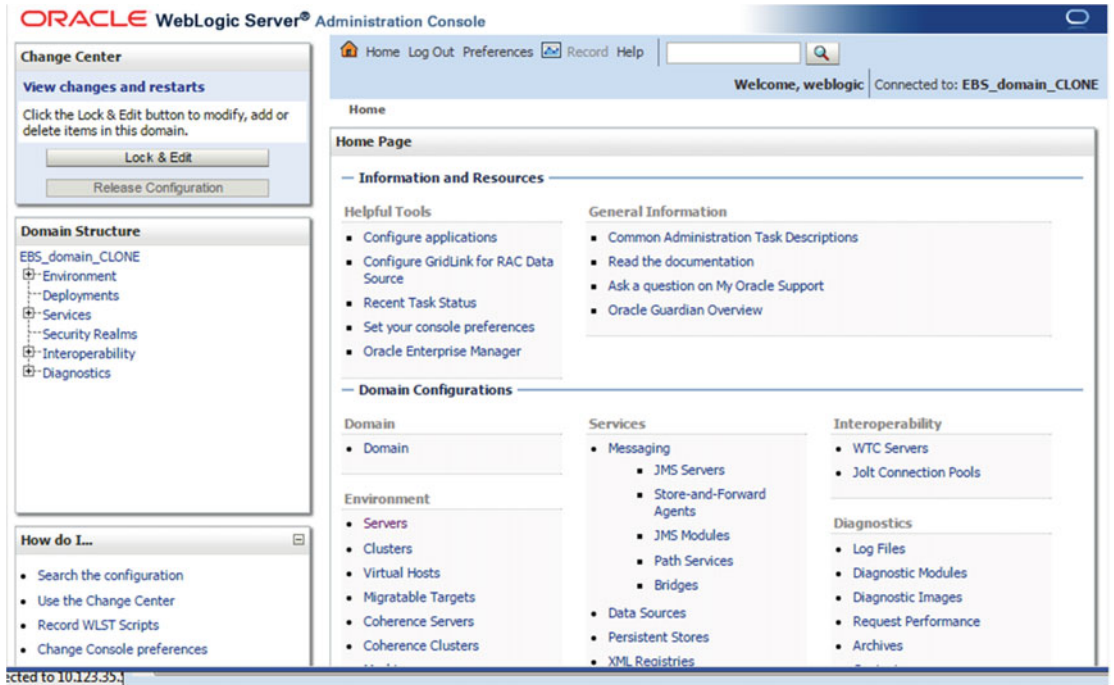 ORACLE WebLogic Server® Administration Console
Change Center
View changes and restarts
Click the Lock & Edit button to modify, add or
delete items in this domain.
Lock & Edit
Release Configuration
Domain Structure
EBS_domain_CLONE
Environment
Deployments
Services
Security Realms
Interoperability
Diagnostics
How do I...
Search the configuration
Use the Change Center
Record WLST Scripts
Change Console preferences
Home Log Out Preferences Record Help
Welcome, weblogic Connected to: EBS_domain_CLONE
Home
Home Page
Information and Resources
Helpful Tools
Configure applications
Configure GridLink for RAC Data
Source
Recent Task Status
Set your console preferences
Oracle Enterprise Manager
General Information
Common Administration Task Descriptions
Read the documentation
Ask a question on My Oracle Support
Oracle Guardian Overview
Domain Configurations
Domain
Domain
Environment
Servers
Clusters
Virtual Hosts
Migratable Targets
Coherence Servers
Coherence Clusters
Services
Messaging
JMS Servers
Store-and-Forward
Agents
JMS Modules
Path Services
Bridges
Data Sources
Persistent Stores
XML Registries
Interoperability
WTC Servers
Jolt Connection Pools
Diagnostics
Log Files
Diagnostic Modules
Diagnostic Images
Request Performance
Archives
to 10.123.35.